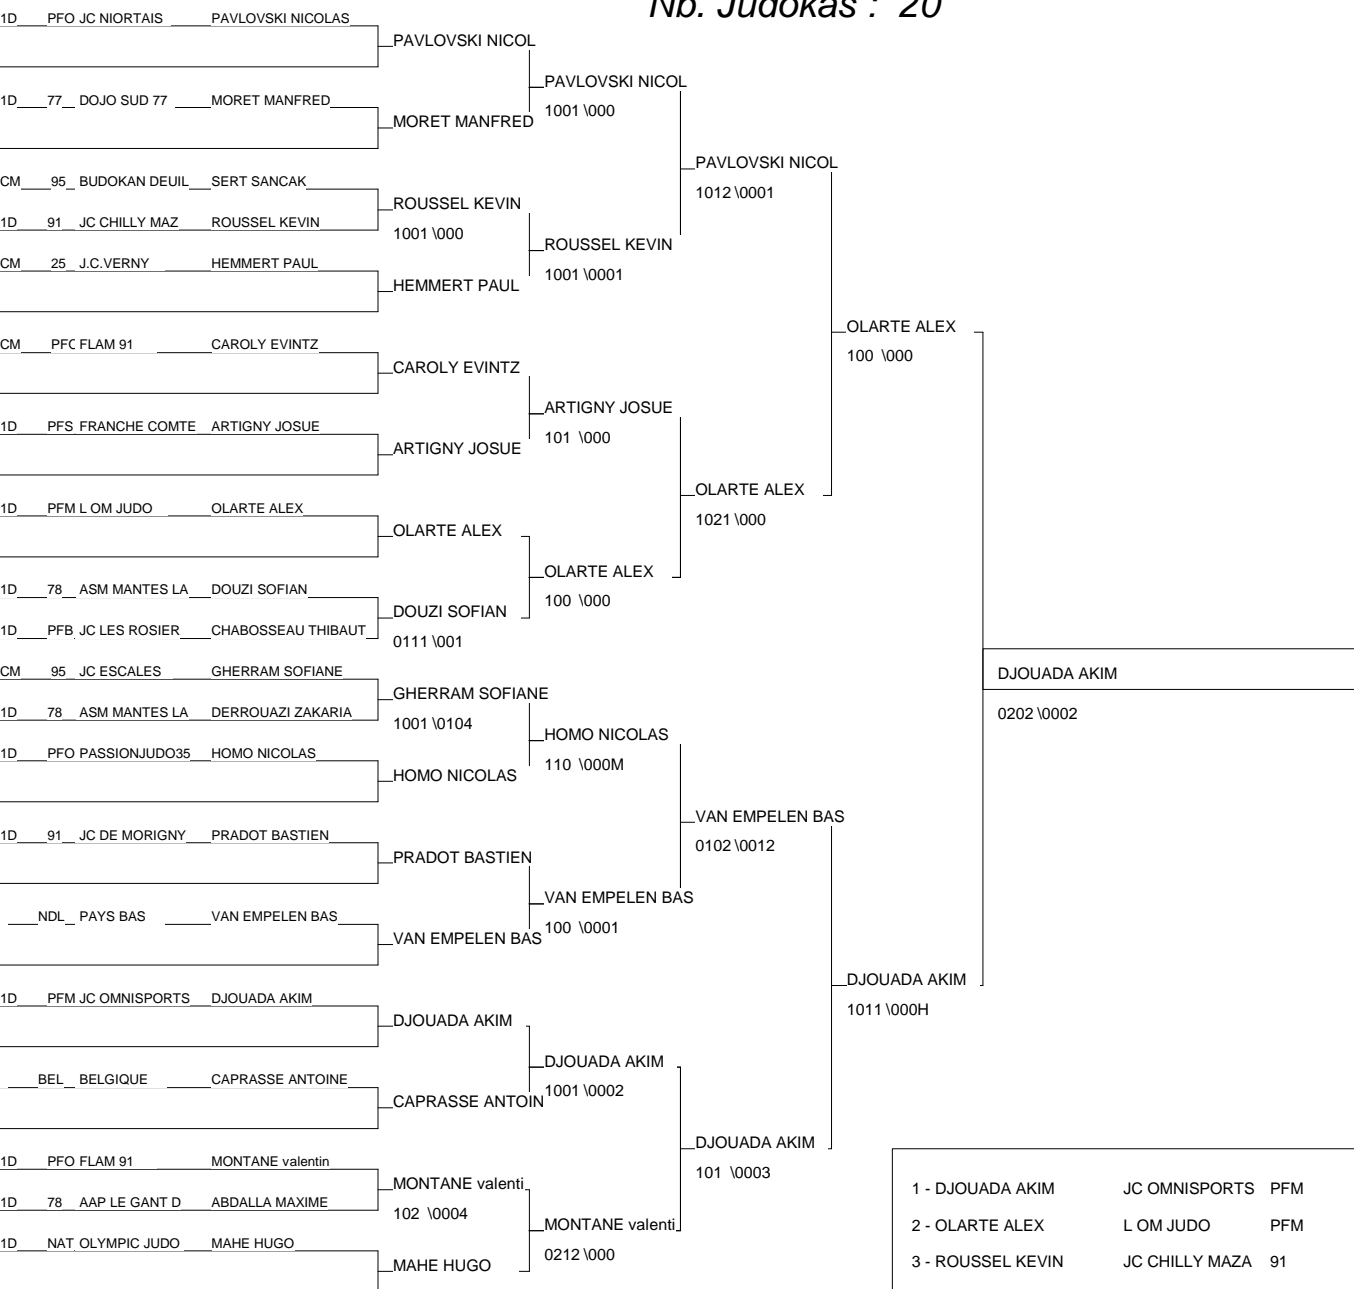 Nb. Judokas : 20
1D PFO JC NIORTAIS PAVLOVSKI NICOLAS
PAVLOVSKI NICOL
PAVLOVSKI NICOL
1D 77 DOJO SUD 77 MORET MANFRED
1001 \000
MORET MANFRED
PAVLOVSKI NICOL
CM 95 BUDOKAN DEUIL SERT SANCAK
1012 \0001
ROUSSEL KEVIN
1D 91 JC CHILLY MAZ ROUSSEL KEVIN
1001 \000
ROUSSEL KEVIN
CM 25 J.C.VERNY HEMMERT PAUL
1001 \0001
HEMMERT PAUL
OLARTE ALEX
CM PFC FLAM 91 CAROLY EVINTZ
100 \000
CAROLY EVINTZ
ARTIGNY JOSUE
1D PFS FRANCHE COMTE ARTIGNY JOSUE
101 \000
ARTIGNY JOSUE
OLARTE ALEX
1D PFM L OM JUDO OLARTE ALEX
1021 \000
OLARTE ALEX
OLARTE ALEX
1D 78 ASM MANTES LA DOUZI SOFIAN
100 \000
DOUZI SOFIAN
1D PFB JC LES ROSIER CHABOSSEAU THIBAUT
0111 \001
CM 95 JC ESCALES GHERRAM SOFIANE
DJOUADA AKIM
GHERRAM SOFIANE
1D 78 ASM MANTES LA DERROUAZI ZAKARIA
0202 \0002
1001 \0104
HOMO NICOLAS
1D PFO PASSIONJUDO35 HOMO NICOLAS
110 \000M
HOMO NICOLAS
VAN EMPELEN BAS
1D 91 JC DE MORIGNY PRADOT BASTIEN
0102 \0012
PRADOT BASTIEN
VAN EMPELEN BAS
NDL PAYS BAS VAN EMPELEN BAS
100 \0001
VAN EMPELEN BAS
DJOUADA AKIM
1D PFM JC OMNISPORTS DJOUADA AKIM
1011 \000H
DJOUADA AKIM
DJOUADA AKIM
BEL BELGIQUE CAPRASSE ANTOINE
1001 \0002
CAPRASSE ANTOIN
DJOUADA AKIM
1D PFO FLAM 91 MONTANE valentin
101 \0003
MONTANE valenti
1 - DJOUADA AKIM JC OMNISPORTS PFM
1D 78 AAP LE GANT D ABDALLA MAXIME
102 \0004
MONTANE valenti
2 - OLARTE ALEX L OM JUDO PFM
1D NAT OLYMPIC JUDO MAHE HUGO
0212 \000
3 - ROUSSEL KEVIN JC CHILLY MAZA 91
MAHE HUGO